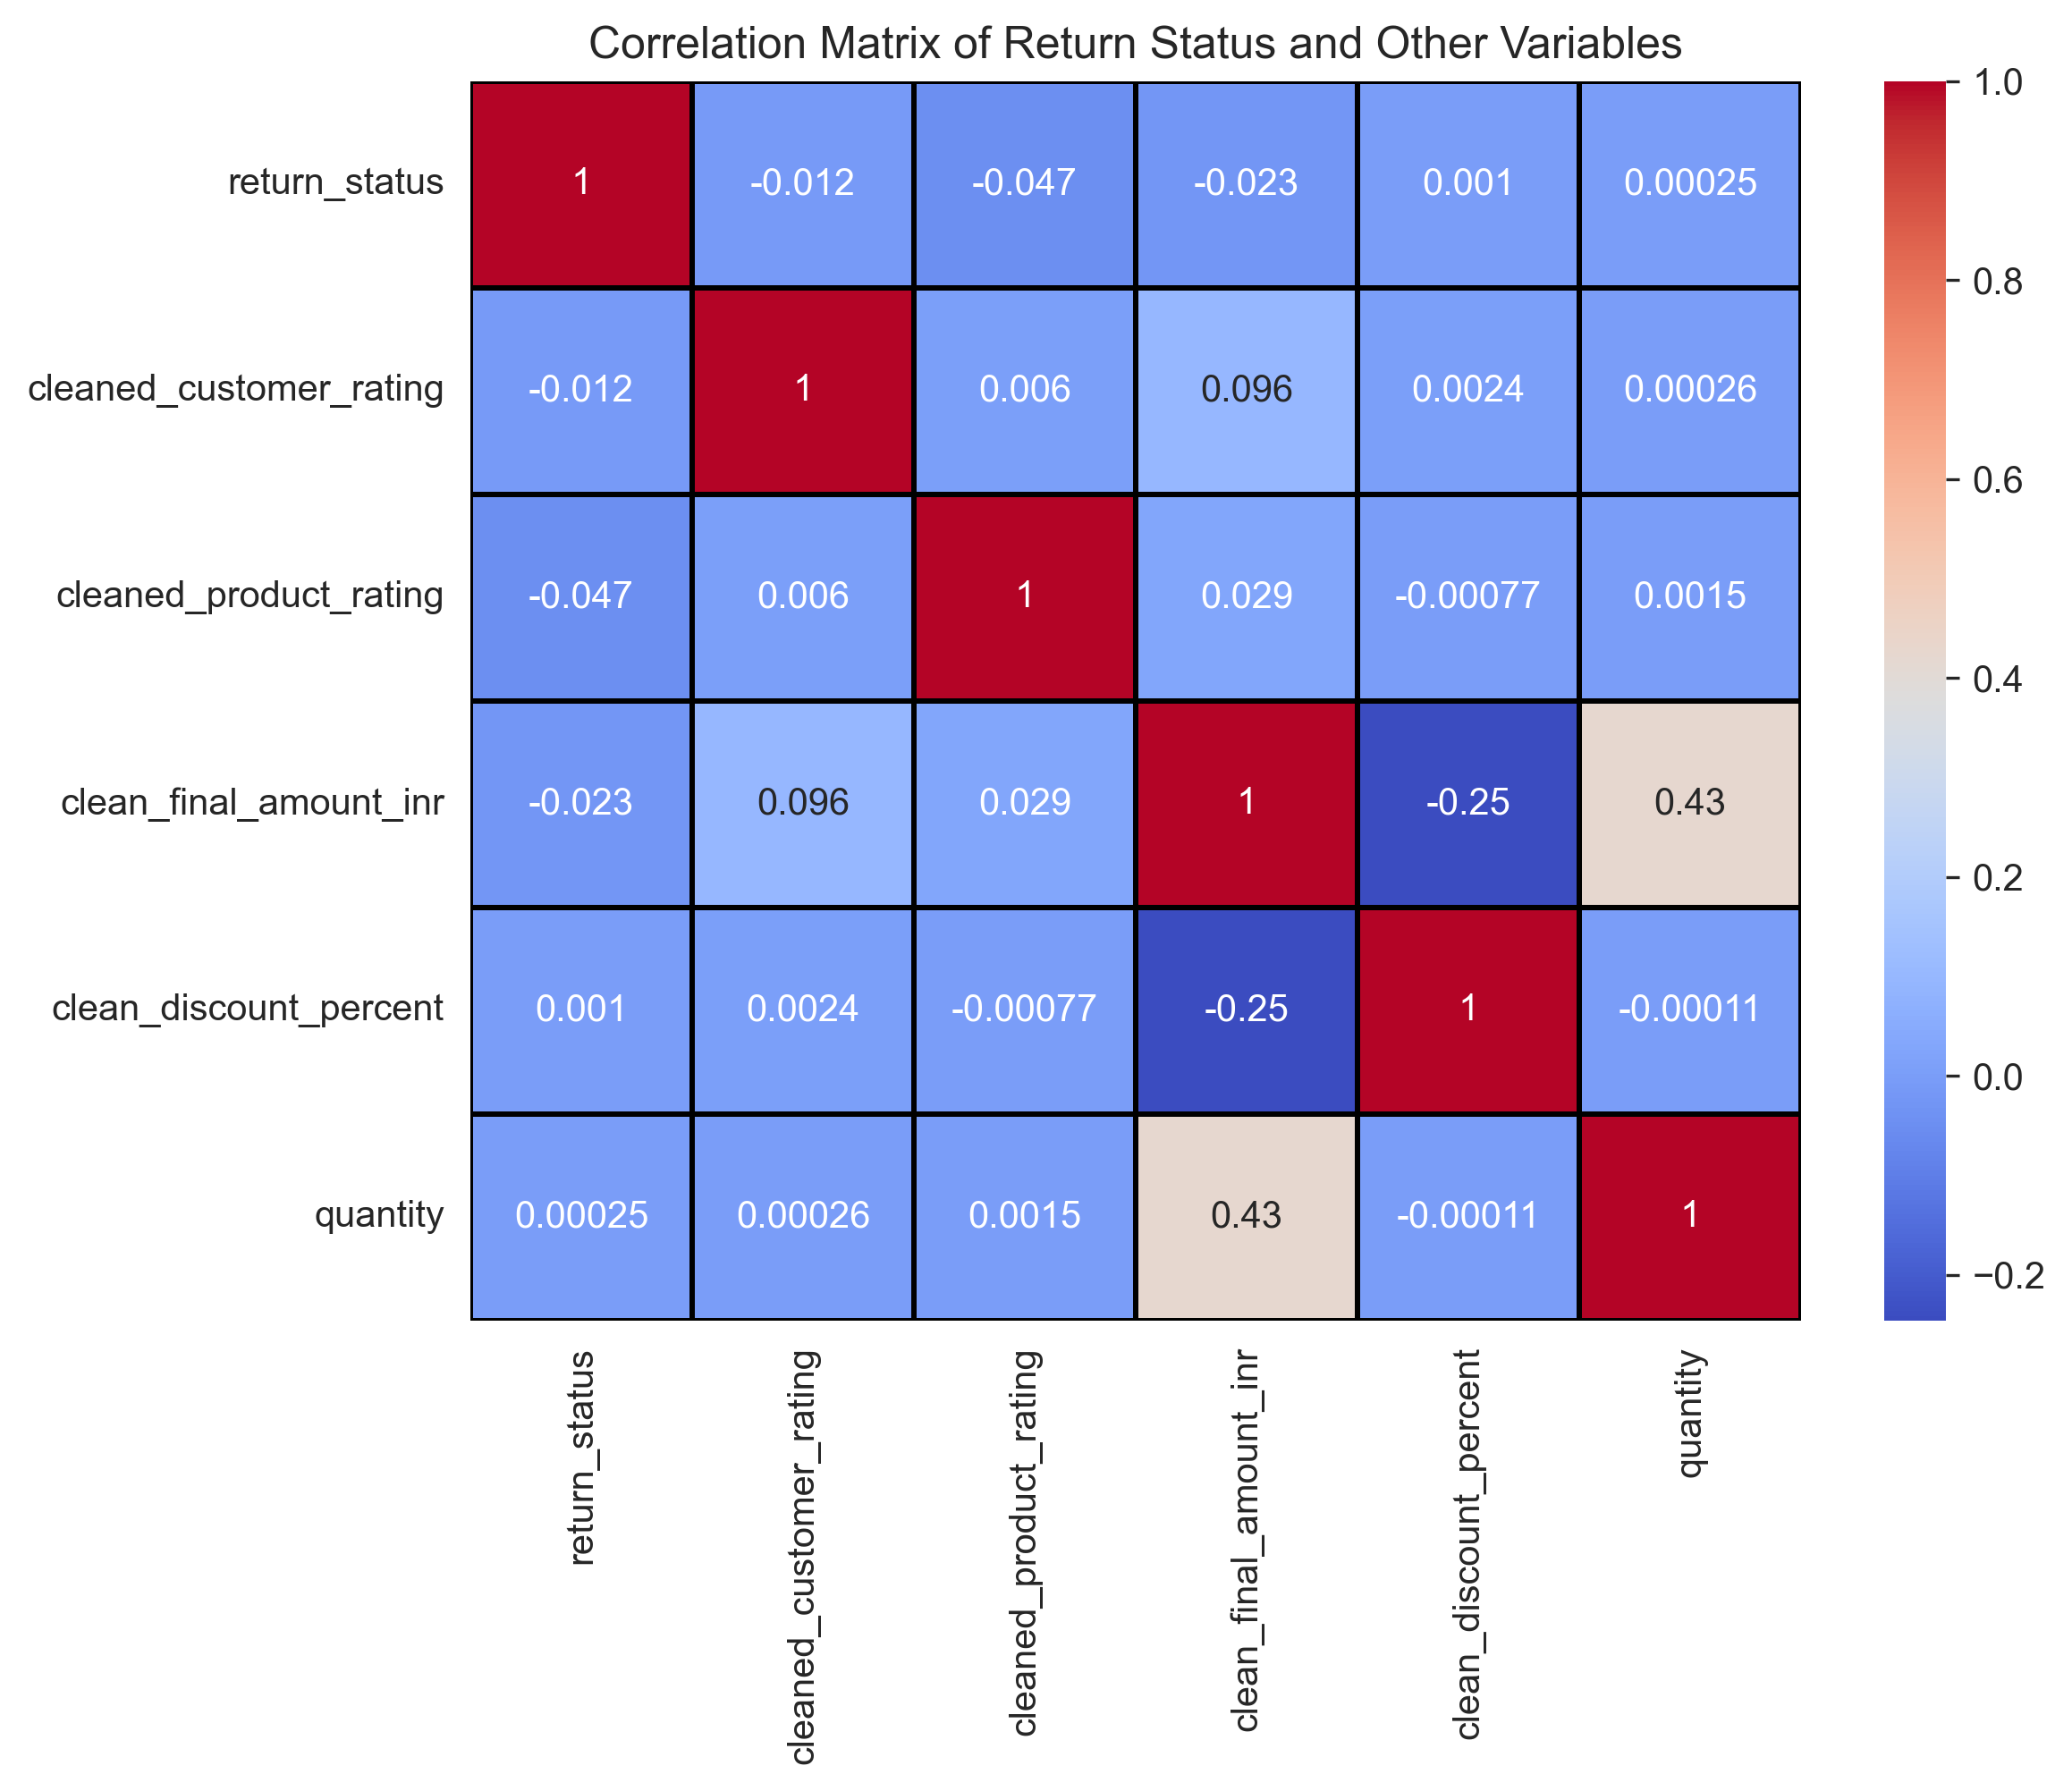 Correlation Matrix of Return Status and Other Variables
return_status 1 -0.012 -0.047 -0.023 0.001 0.00025
cleaned_customer_rating -0.012 1 0.006 0.096 0.0024 0.00026
cleaned_product_rating -0.047 0.006 1 0.029 -0.00077 0.0015
clean_final_amount_inr -0.023 0.096 0.029 1 -0.25 0.43
clean_discount_percent 0.001 0.0024 -0.00077 -0.25 1 -0.00011
quantity 0.00025 0.00026 0.0015 0.43 -0.00011 1
return_status
cleaned_customer_rating
cleaned_product_rating
clean_final_amount_inr
clean_discount_percent
quantity
1.0
0.8
0.6
0.4
0.2
0.0
−0.2